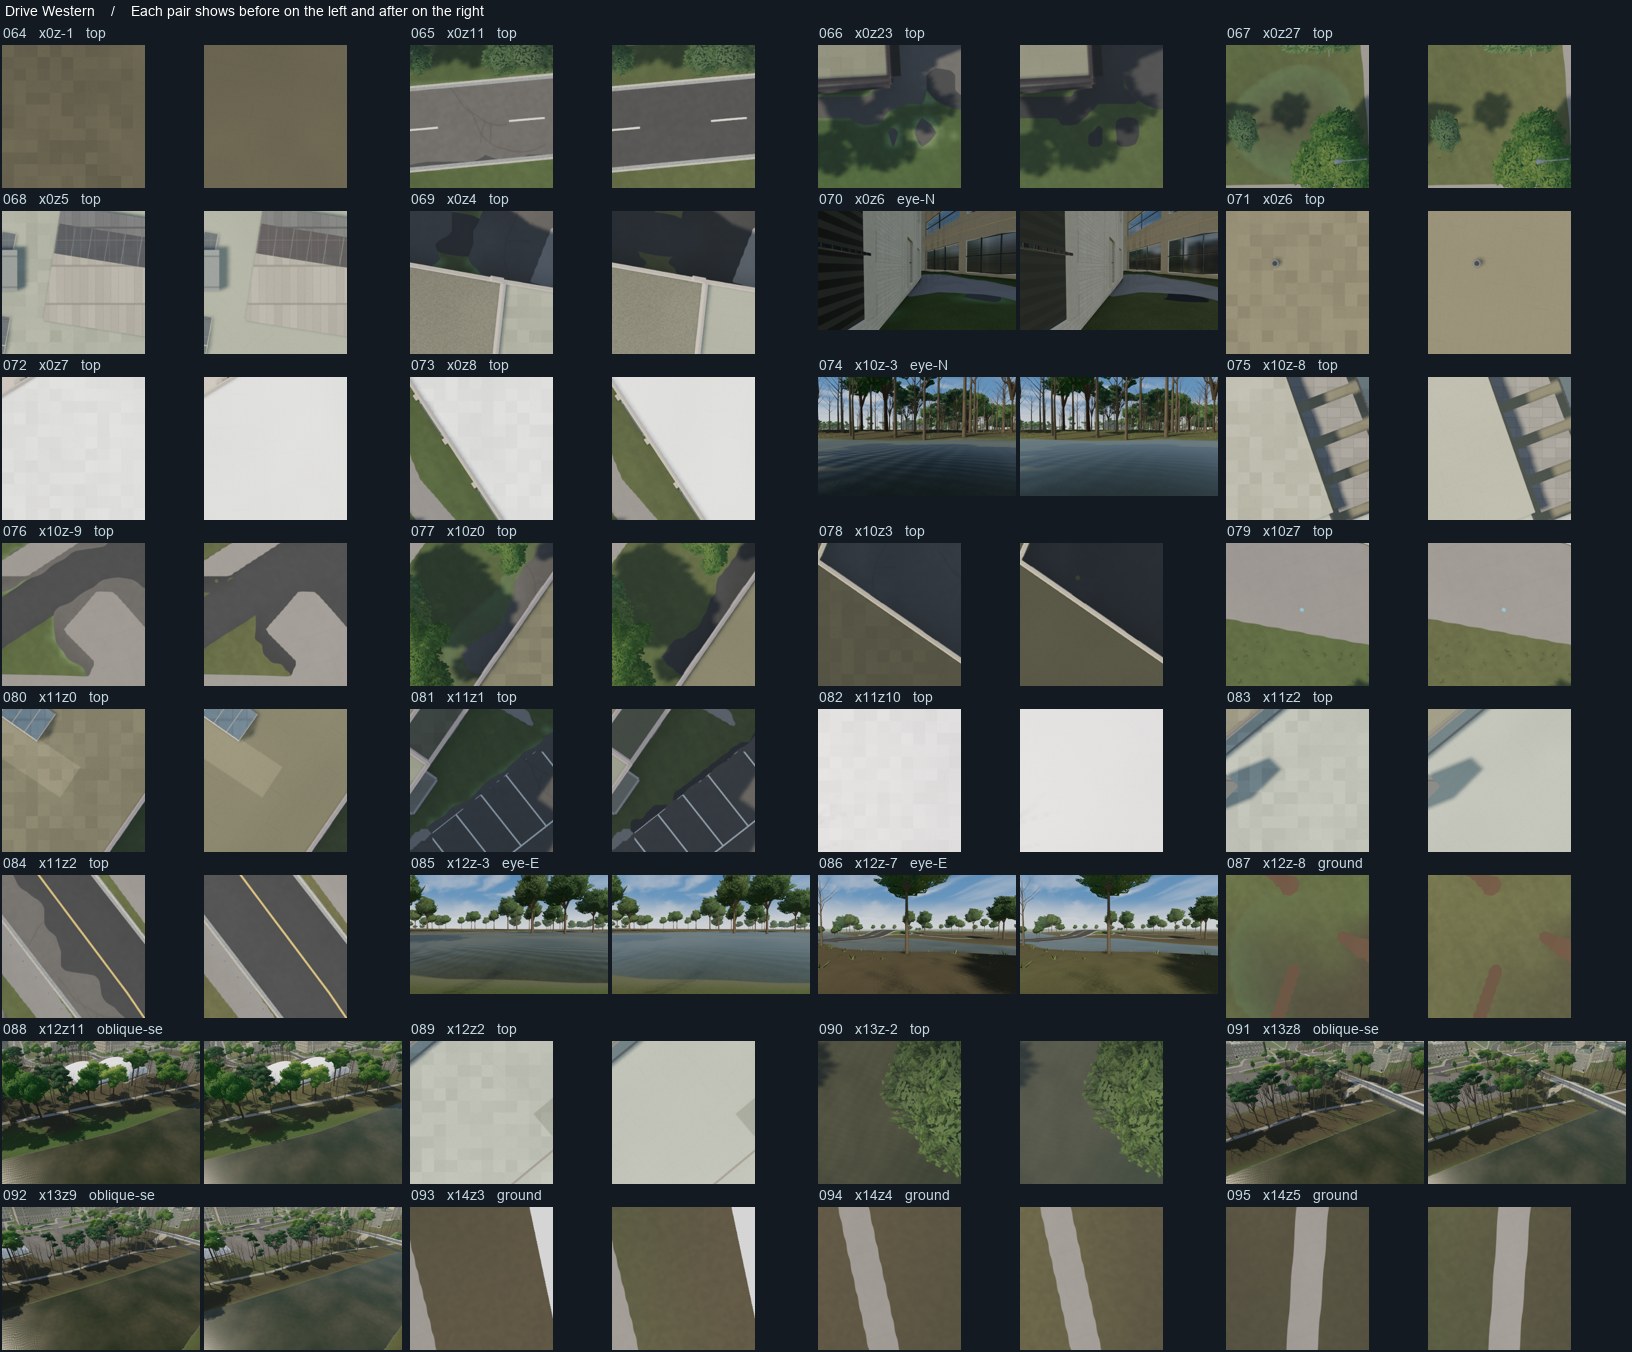 Drive Western / Each pair shows before on the left and after on the right
064 x0z-1 top
065 x0z11 top
066 x0z23 top
067 x0z27 top
068 x0z5 top
069 x0z4 top
070 x0z6 eye-N
071 x0z6 top
072 x0z7 top
073 x0z8 top
074 x10z-3 eye-N
075 x10z-8 top
076 x10z-9 top
077 x10z0 top
078 x10z3 top
079 x10z7 top
080 x11z0 top
081 x11z1 top
082 x11z10 top
083 x11z2 top
084 x11z2 top
085 x12z-3 eye-E
086 x12z-7 eye-E
087 x12z-8 ground
088 x12z11 oblique-se
089 x12z2 top
090 x13z-2 top
091 x13z8 oblique-se
092 x13z9 oblique-se
093 x14z3 ground
094 x14z4 ground
095 x14z5 ground